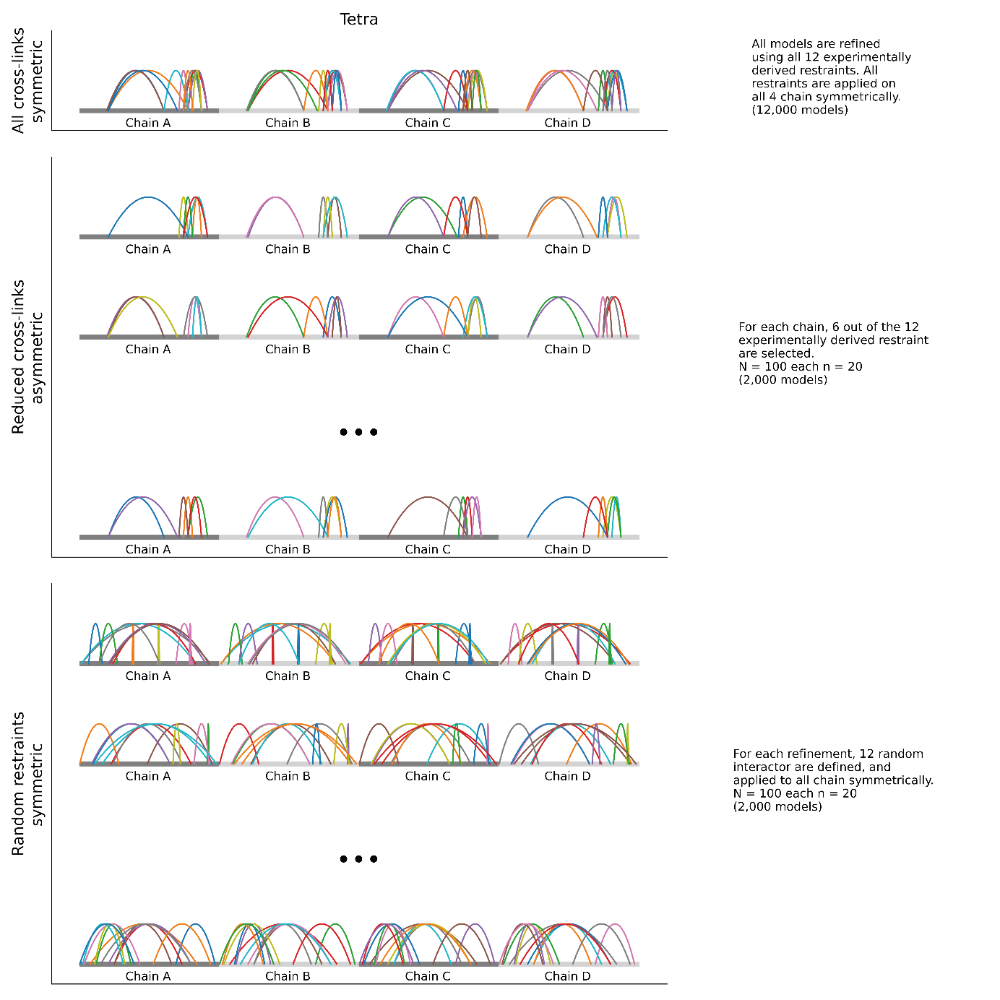 Tetra
All cross-links
symmetric
Chain A
Chain B
Chain C
Chain D
All models are refined
using all 12 experimentally
derived restraints. All
restraints are applied on
all 4 chain symmetrically.
(12,000 models)
Reduced cross-links
asymmetric
Chain A
Chain B
Chain C
Chain D
Chain A
Chain B
Chain C
Chain D
Chain A
Chain B
Chain C
Chain D
For each chain, 6 out of the 12
experimentally derived restraint
are selected.
N = 100 each n = 20
(2,000 models)
Random restraints
symmetric
Chain A
Chain B
Chain C
Chain D
Chain A
Chain B
Chain C
Chain D
Chain A
Chain B
Chain C
Chain D
For each refinement, 12 random
interactor are defined, and
applied to all chain symmetrically.
N = 100 each n = 20
(2,000 models)